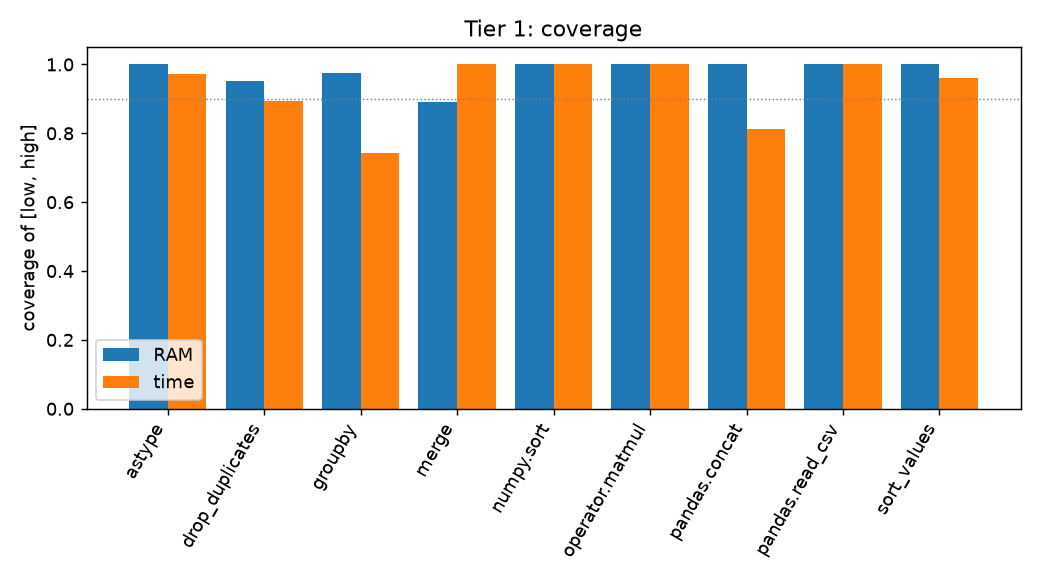 Tier 1: coverage
coverage of [low, high]
1.0
0.8
0.6
0.4
0.2
0.0
RAM
time
astype
drop_duplicates
groupby
merge
numpy.sort
operator.matmul
pandas.concat
pandas.read_csv
sort_values